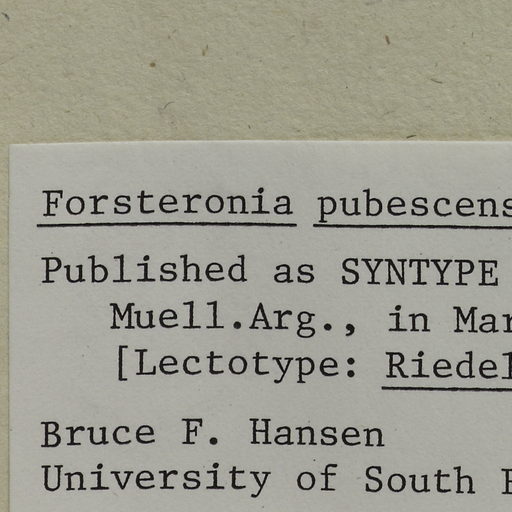 Forsteronia pubescens
Published as SYNTYPE
Muell.Arg., in Mar
[Lectotype: Riedel
Bruce F. Hansen
University of South F